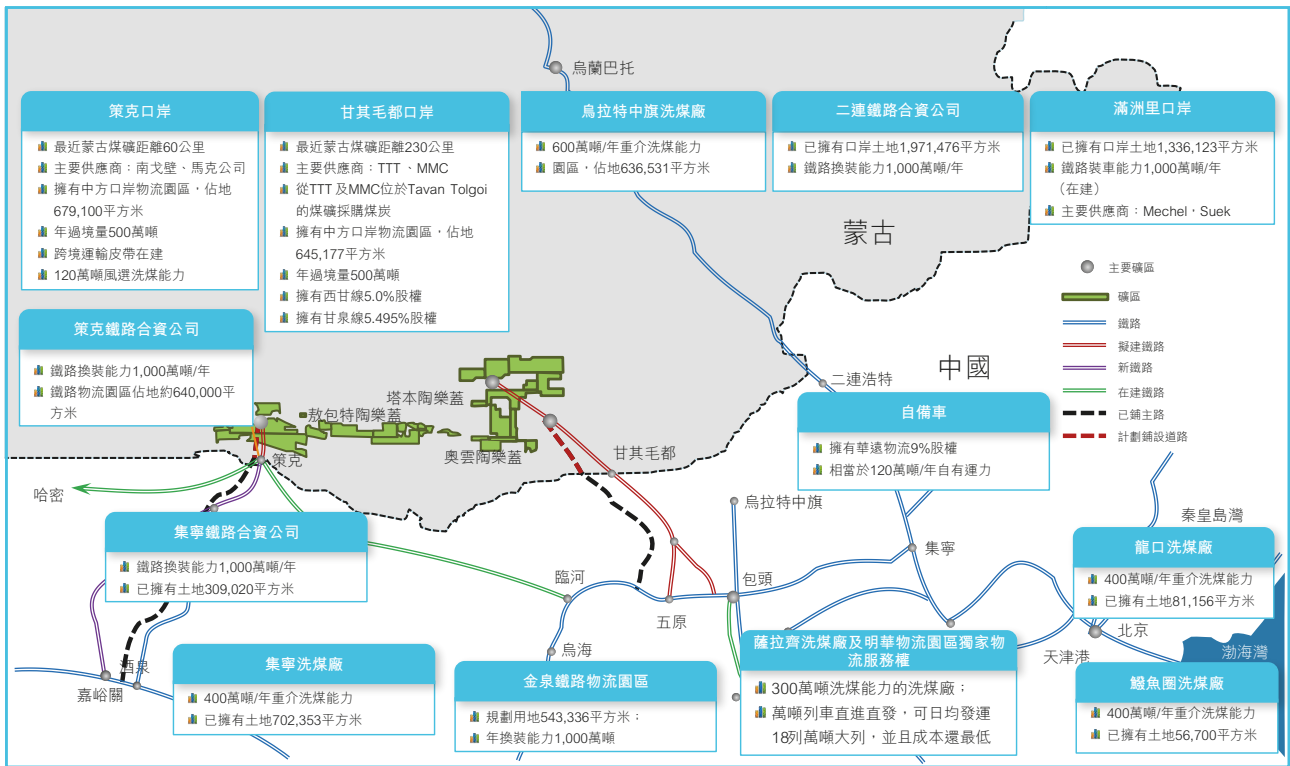 烏蘭巴托
策克口岸
最近蒙古煤礦距離60公里
主要供應商：南戈壁、馬克公司
擁有中方口岸物流園區，佔地
679,100平方米
年過境量500萬噸
跨境運輸皮帶在建
120萬噸風選洗煤能力
甘其毛都口岸
最近蒙古煤礦距離230公里
主要供應商：TTT 、MMC
從TTT 及MMC位於Tavan Tolgoi
的煤礦採購煤炭
擁有中方口岸物流園區，佔地
645,177平方米
年過境量500萬噸
擁有西甘線5.0%股權
擁有甘泉線5.495%股權
烏拉特中旗洗煤廠
600萬噸/年重介洗煤能力
園區，佔地636,531平方米
二連鐵路合資公司
已擁有口岸土地1,971,476平方米
鐵路換裝能力1,000萬噸/年
滿洲里口岸
已擁有口岸土地1,336,123平方米
鐵路裝車能力1,000萬噸/年
（在建）
主要供應商：Mechel，Suek
蒙古
中國
主要礦區
礦區
鐵路
擬建鐵路
新鐵路
在建鐵路
已鋪主路
計劃鋪設道路
策克鐵路合資公司
鐵路換裝能力1,000萬噸/年
鐵路物流園區佔地約640,000平
方米
敖包特陶樂蓋
塔本陶樂蓋
奧雲陶樂蓋
策克
甘其毛都
二連浩特
哈密
自備車
擁有華遠物流9%股權
相當於120萬噸/年自有運力
烏拉特中旗
集寧
秦皇島灣
集寧鐵路合資公司
鐵路換裝能力1,000萬噸/年
已擁有土地309,020平方米
臨河
五原
包頭
烏海
龍口洗煤廠
400萬噸/年重介洗煤能力
已擁有土地81,156平方米
北京
天津港
渤海灣
酒泉
嘉峪關
集寧洗煤廠
400萬噸/年重介洗煤能力
已擁有土地702,353平方米
金泉鐵路物流園區
規劃用地543,336平方米；
年換裝能力1,000萬噸
薩拉齊洗煤廠及明華物流園區獨家物
流服務權
300萬噸洗煤能力的洗煤廠；
萬噸列車直進直發，可日均發運
18列萬噸大列，並且成本還最低
鱍魚圈洗煤廠
400萬噸/年重介洗煤能力
已擁有土地56,700平方米